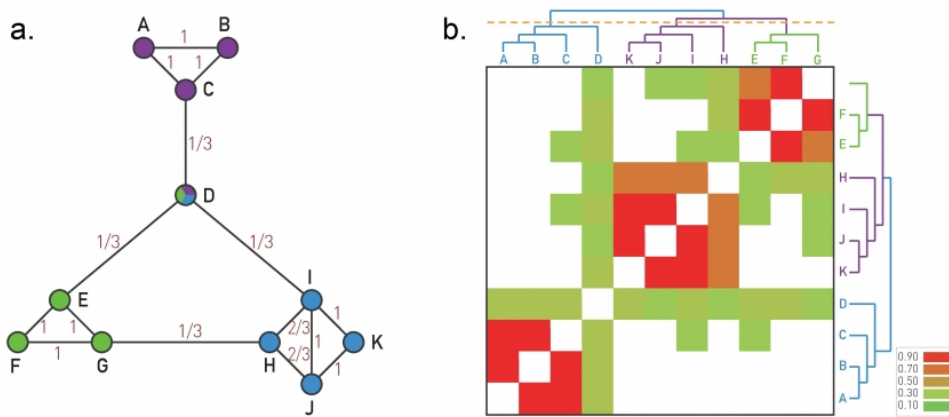 a.
A
B
1
1
1
C
1/3
D
1/3
1/3
E
I
1
1
1
F
G
1/3
2/3
1
1
H
2/3
K
1
J
b.
A B C D K J I H E F G
F
E
H
I
J
K
D
C
B
A
0.90
0.70
0.50
0.30
0.10